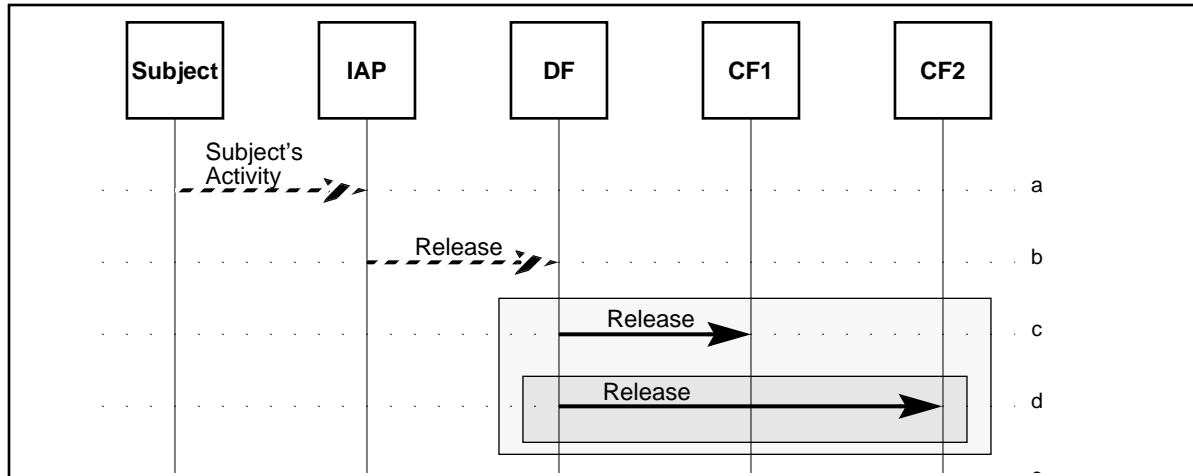 Subject IAP DF CF1 CF2
Subject's
Activity
a
Release
b
Release
c
Release
d